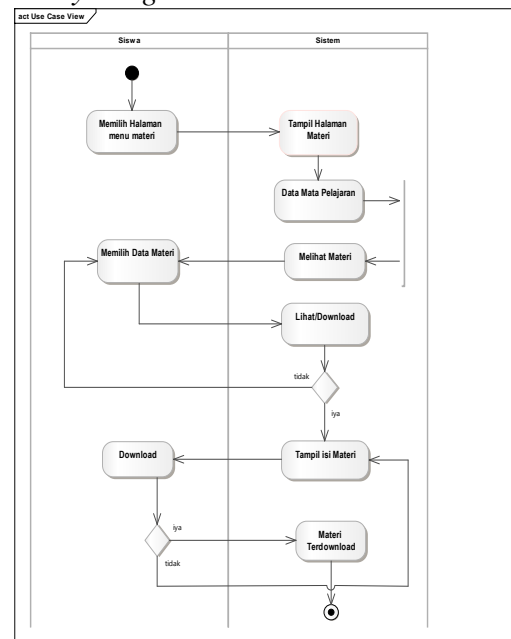 act Use Case View
Siswa
Sistem
Memilih Halaman
menu materi
Tampil Halaman
Materi
Data Mata Pelajaran
Memilih Data Materi
Melihat Materi
Lihat/Download
tidak
iya
Download
Tampil isi Materi
iya
Materi
Terdownload
tidak